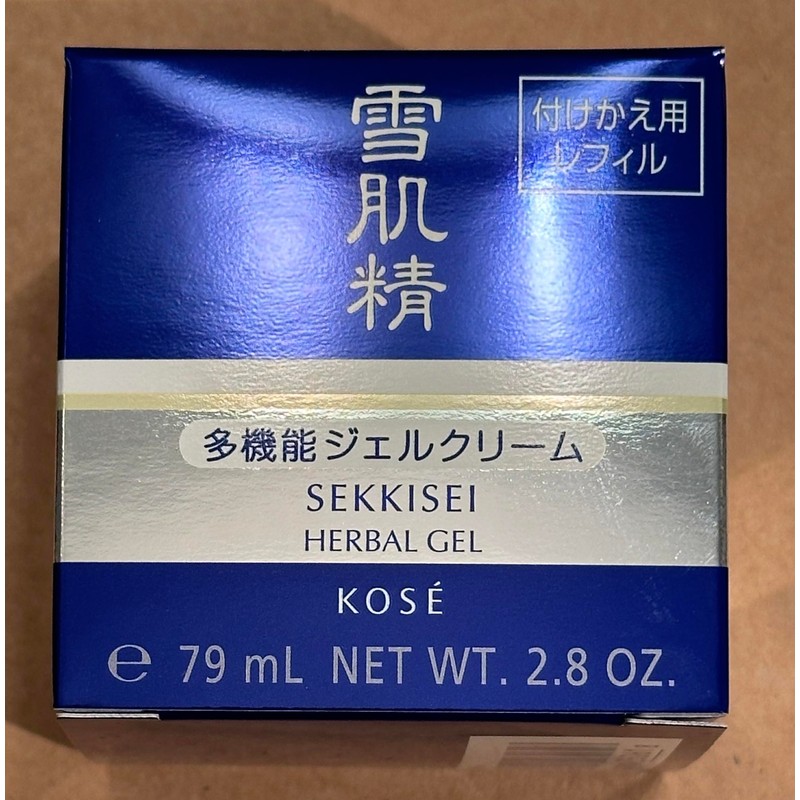 雪肌精
付けかえ用
レフィル
多機能ジェルクリーム
SEKKISEI
HERBAL GEL
KOSÉ
℮ 79 mL NET WT. 2.8 OZ.